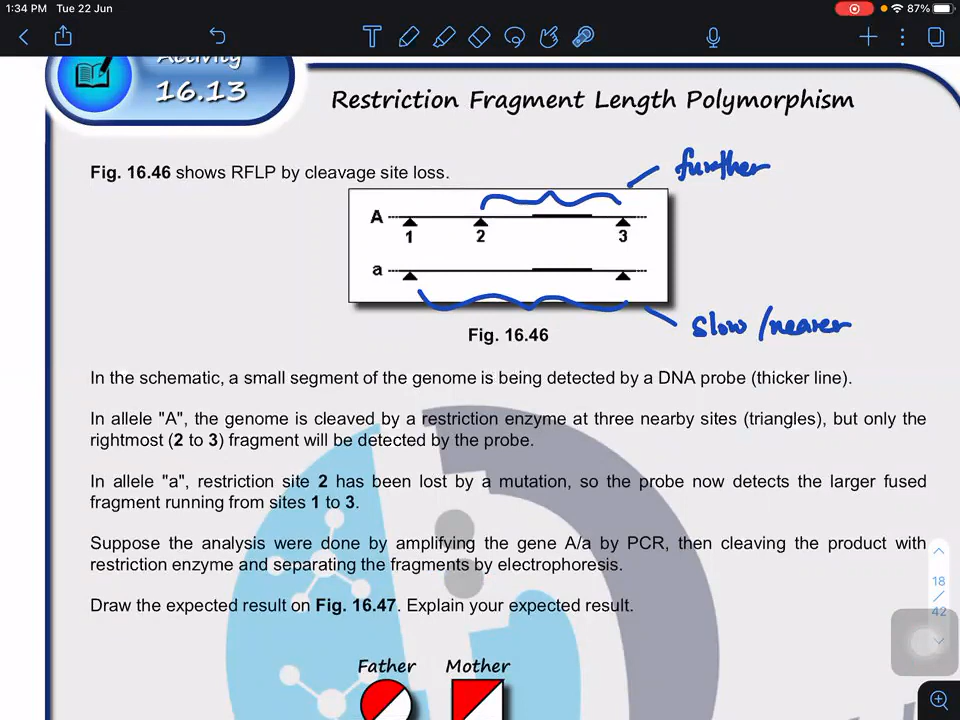 1:34 PM Tue 22 Jun
87%
Activity
16.13
Restriction Fragment Length Polymorphism
Fig. 16.46 shows RFLP by cleavage site loss.
further
A
1 2 3
a
slow/nearer
Fig. 16.46
In the schematic, a small segment of the genome is being detected by a DNA probe (thicker line).
In allele "A", the genome is cleaved by a restriction enzyme at three nearby sites (triangles), but only the
rightmost (2 to 3) fragment will be detected by the probe.
In allele "a", restriction site 2 has been lost by a mutation, so the probe now detects the larger fused
fragment running from sites 1 to 3.
Suppose the analysis were done by amplifying the gene A/a by PCR, then cleaving the product with
restriction enzyme and separating the fragments by electrophoresis.
Draw the expected result on Fig. 16.47. Explain your expected result.
18
/
42
Father Mother